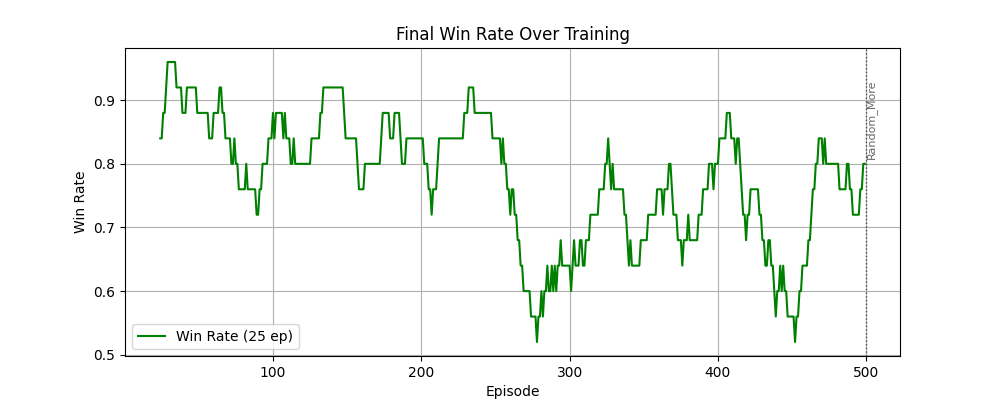 Final Win Rate Over Training
Win Rate
0.9
0.8
0.7
0.6
0.5
Random_More
Win Rate (25 ep)
100
200
300
400
500
Episode